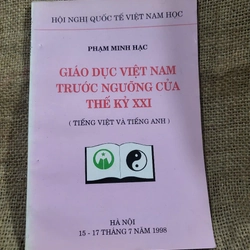 HỘI NGHỊ QUỐC TẾ VIỆT NAM HỌC
PHẠM MINH HẠC
GIÁO DỤC VIỆT NAM
TRƯỚC NGƯỠNG CỬA
THẾ KỶ XXI
( TIẾNG VIỆT VÀ TIẾNG ANH )
HÀ NỘI
15 - 17 THÁNG 7 NĂM 1998